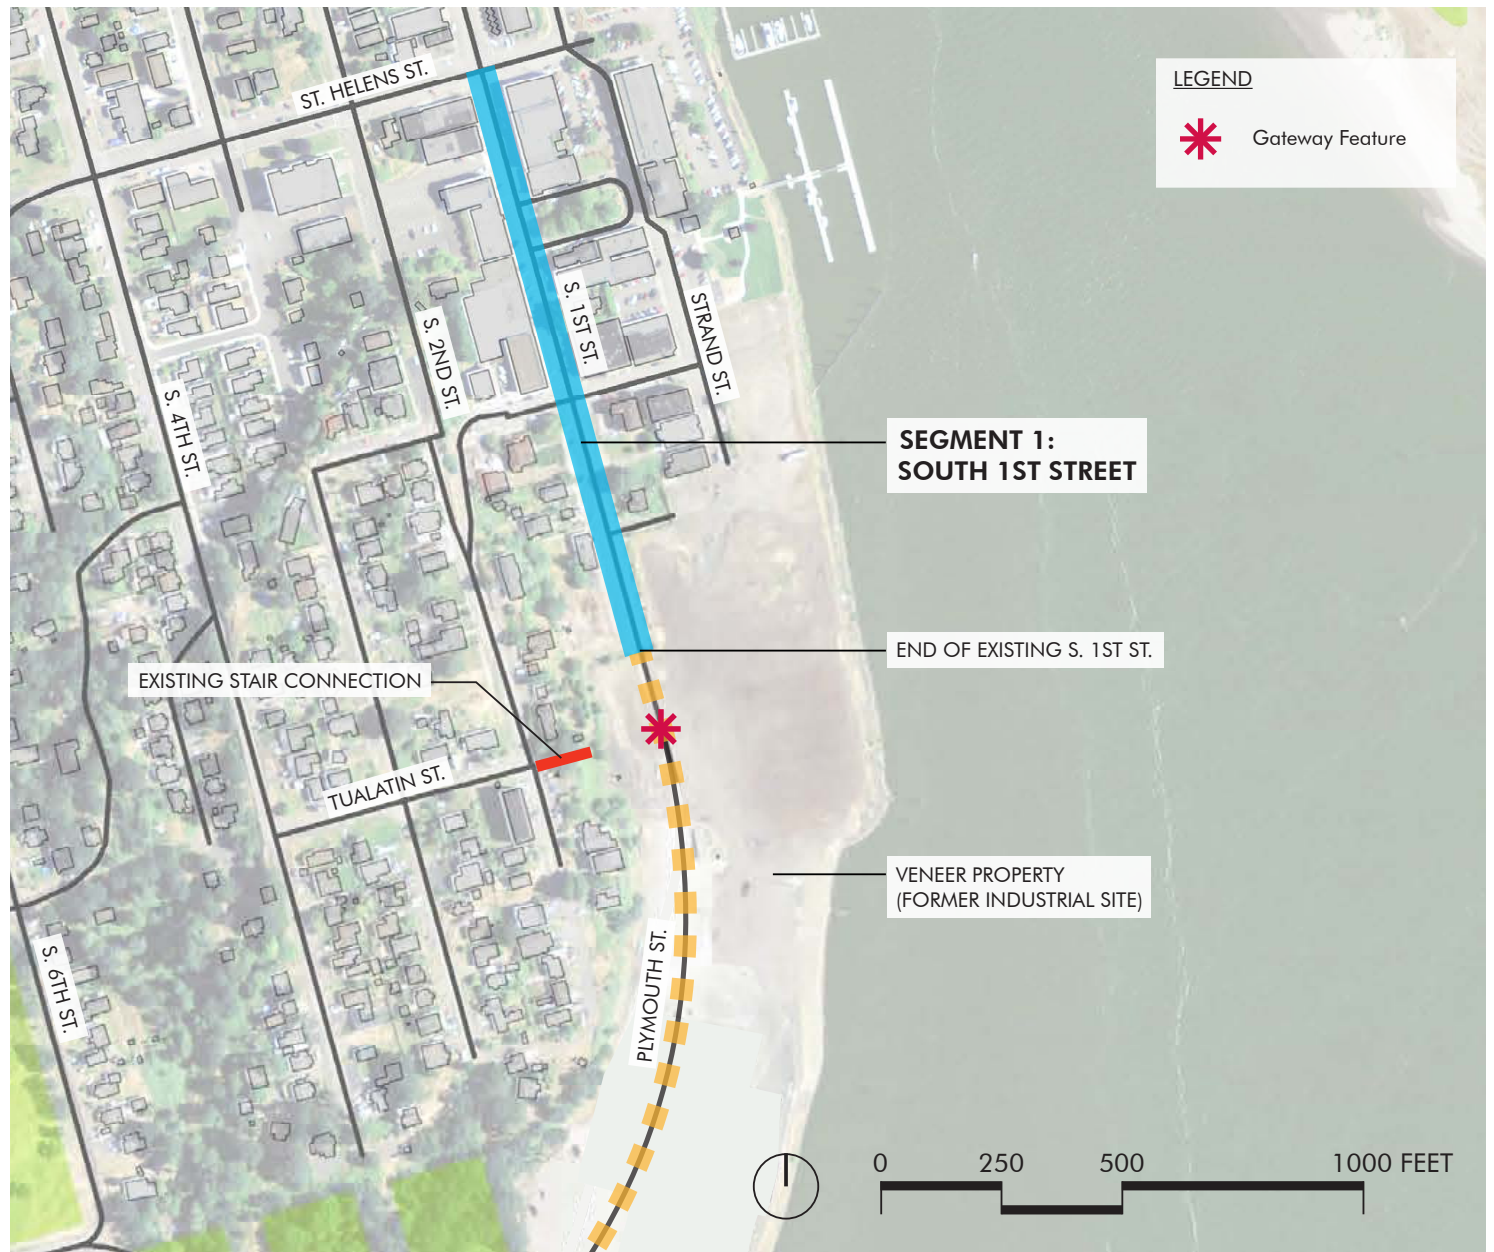 LEGEND
Gateway Feature
ST. HELENS ST.
S. 1ST ST.
STRAND ST.
S. 2ND ST.
S. 4TH ST.
SEGMENT 1:
SOUTH 1ST STREET
END OF EXISTING S. 1ST ST.
EXISTING STAIR CONNECTION
TUALATIN ST.
VENEER PROPERTY
(FORMER INDUSTRIAL SITE)
PLYMOUTH ST.
S. 6TH ST.
0 250 500 1000 FEET